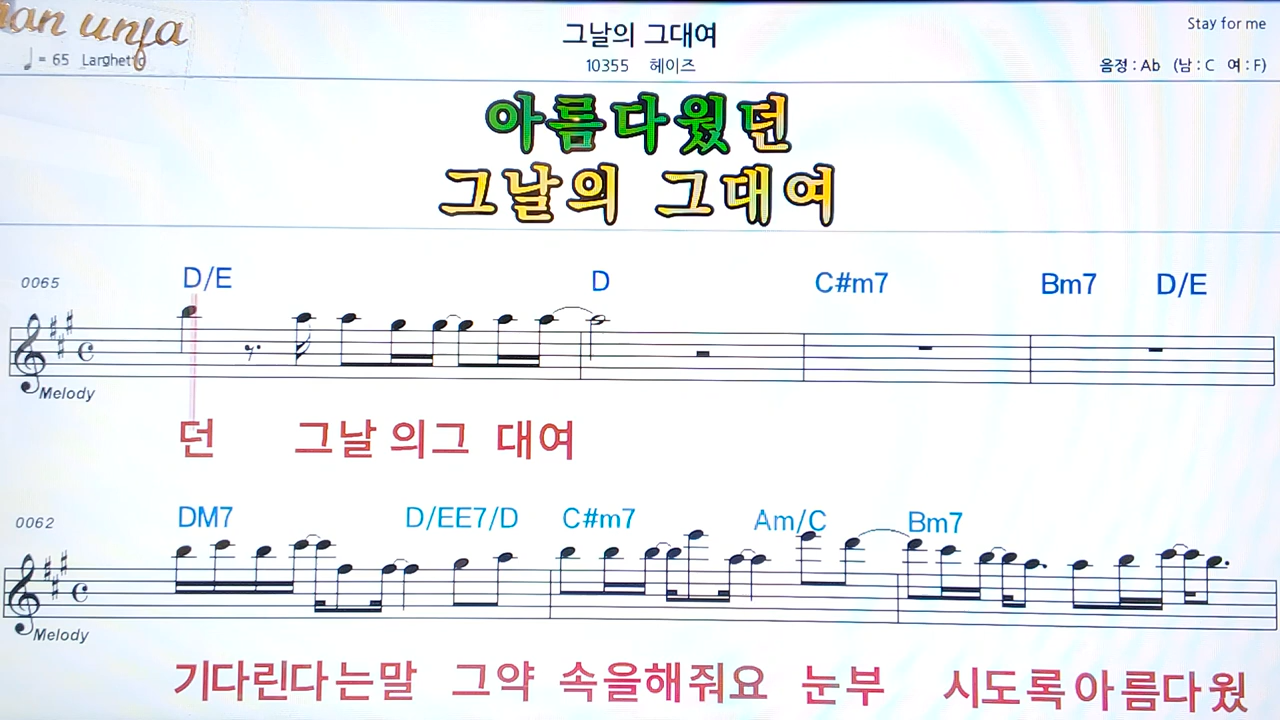 그날의 그대여
Stay for me
♩= 65 Larghetto
10355 헤이즈
음정 : Ab (남 : C 여 : F)
아름다웠던
그날의 그대여
0065
D/E D C#m7 Bm7 D/E
Melody
던 그날 의그 대여
0062
DM7 D/EE7/D C#m7 Am/C Bm7
Melody
기다린다는말 그약 속을해줘요 눈부 시도록아름다웠